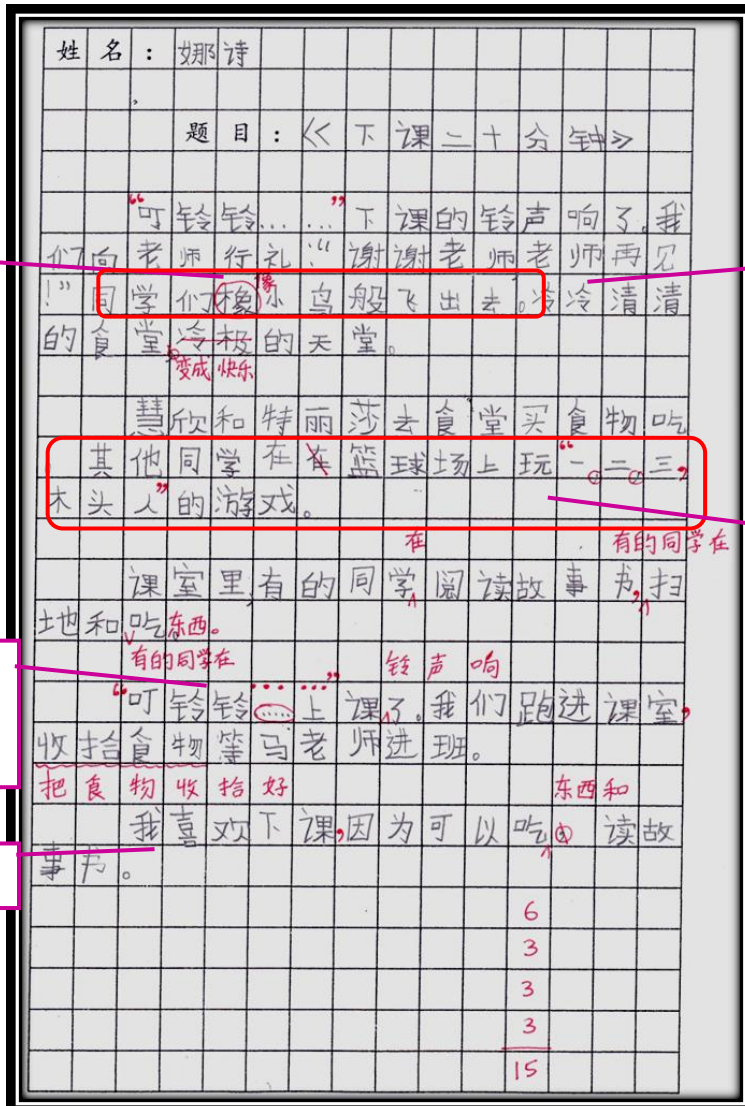 姓名：娜诗
题目：《下课二十分钟》
“叮铃铃……”下课的铃声响了。我
们向老师行礼：“谢谢老师老师再见
像
！”同学们橡小鸟般飞出去。冷冷清清
的食堂冷极的天堂。
变成快乐
慧欣和特丽莎去食堂买食物吃
其他同学在在篮球场上玩“一、二、三，
木头人”的游戏。
在 有的同学在
课室里，有的同学阅读故事书，扫
地和吃东西。
有的同学在 铃声响
“叮铃铃……”上课了。我们跑进课室，
收拾食物等马老师进班。
把食物收拾好 东西和
我喜欢下课，因为可以吃、读故
事书。
6
3
3
3
15